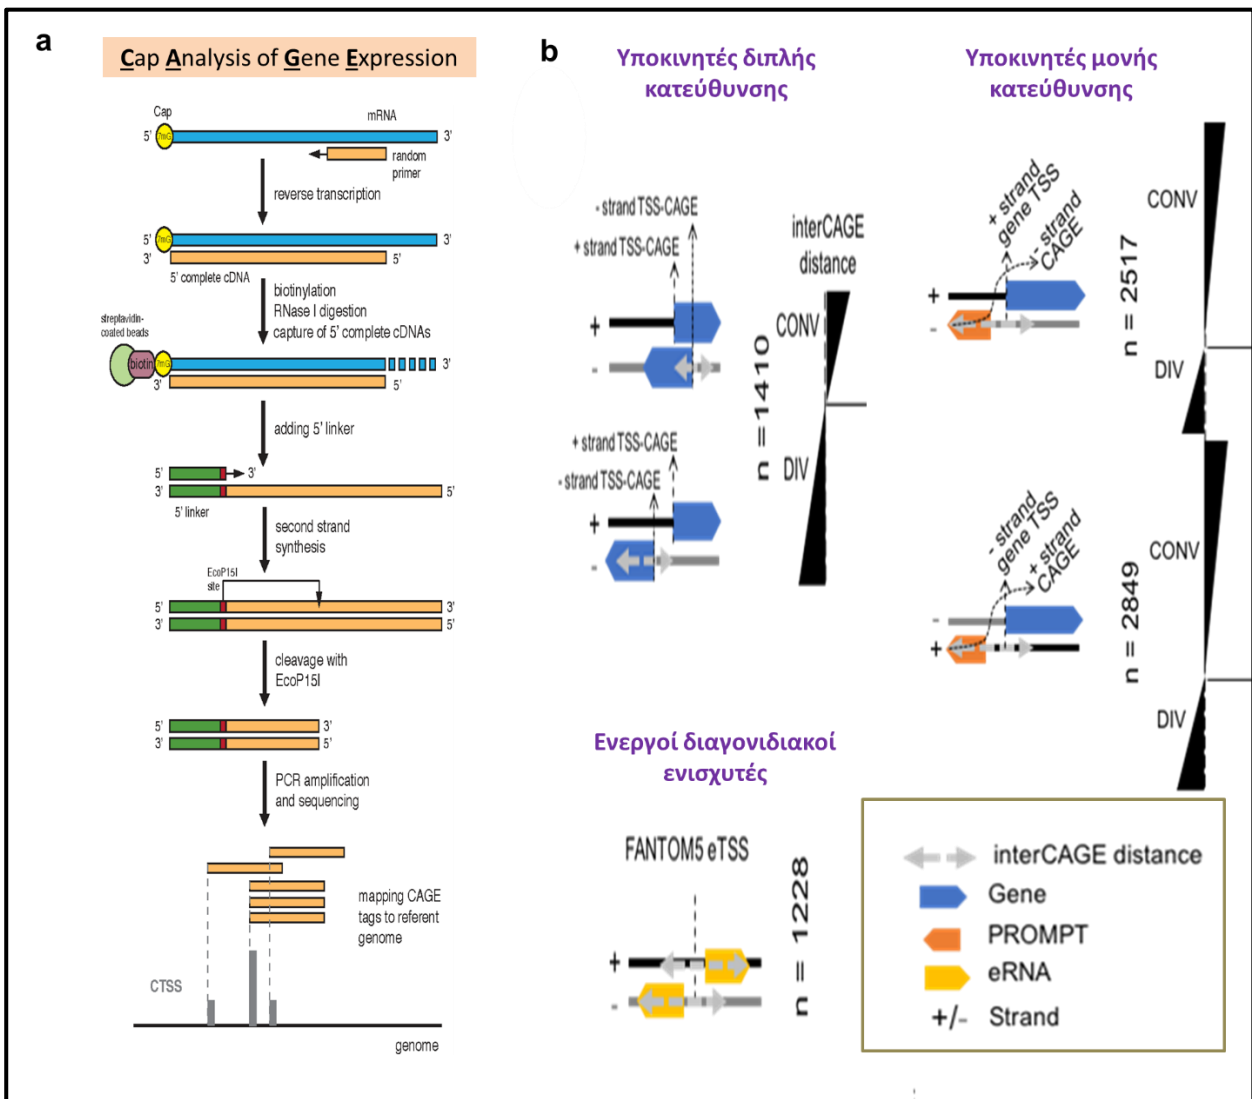 a
Cap Analysis of Gene Expression
Cap
mRNA
5'
7mG
3'
random
primer
reverse transcription
5'
7mG
3'
3'
5'
5' complete cDNA
biotinylation
RNase I digestion
capture of 5' complete cDNAs
streptavidin-
coated beads
biotin
7mG
3'
3'
5'
adding 5' linker
5'
3'
3'
5'
5' linker
second strand
synthesis
EcoP15I
site
5'
3'
3'
5'
cleavage with
EcoP15I
5'
3'
3'
5'
PCR amplification
and sequencing
mapping CAGE
tags to referent
genome
CTSS
genome
b
Υποκινητές διπλής
κατεύθυνσης
- strand TSS-CAGE
+ strand TSS-CAGE
interCAGE
distance
+
-
CONV
n =1410
+ strand TSS-CAGE
- strand TSS-CAGE
DIV
+
-
Υποκινητές μονής
κατεύθυνσης
+ strand
gene TSS
- strand
CAGE
+
-
n = 2517
CONV
DIV
- strand
gene TSS
+ strand
CAGE
-
+
n = 2849
CONV
DIV
Ενεργοί διαγονιδιακοί
ενισχυτές
FANTOM5 eTSS
+
-
n = 1228
interCAGE distance
Gene
PROMPT
eRNA
+/- Strand